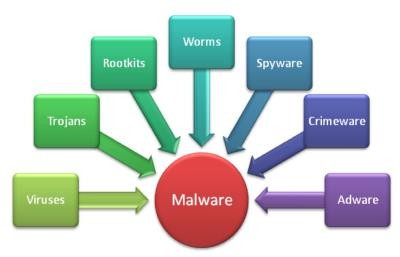 Worms
Rootkits
Spyware
Trojans
Crimeware
Viruses
Malware
Adware